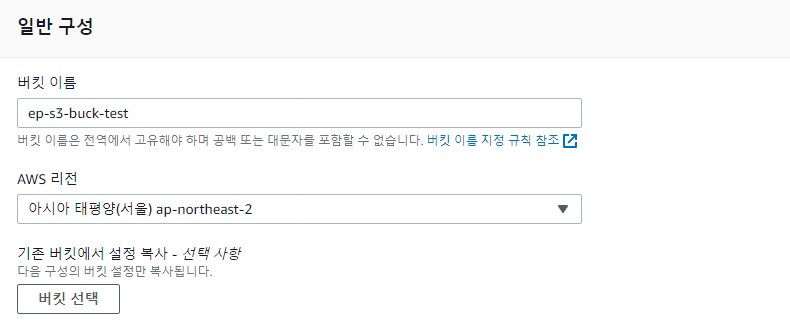 일반 구성
버킷 이름
ep-s3-buck-test
버킷 이름은 전역에서 고유해야 하며 공백 또는 대문자를 포함할 수 없습니다. 버킷 이름 지정 규칙 참조
AWS 리전
아시아 태평양(서울) ap-northeast-2
기존 버킷에서 설정 복사 - 선택 사항
다음 구성의 버킷 설정만 복사됩니다.
버킷 선택